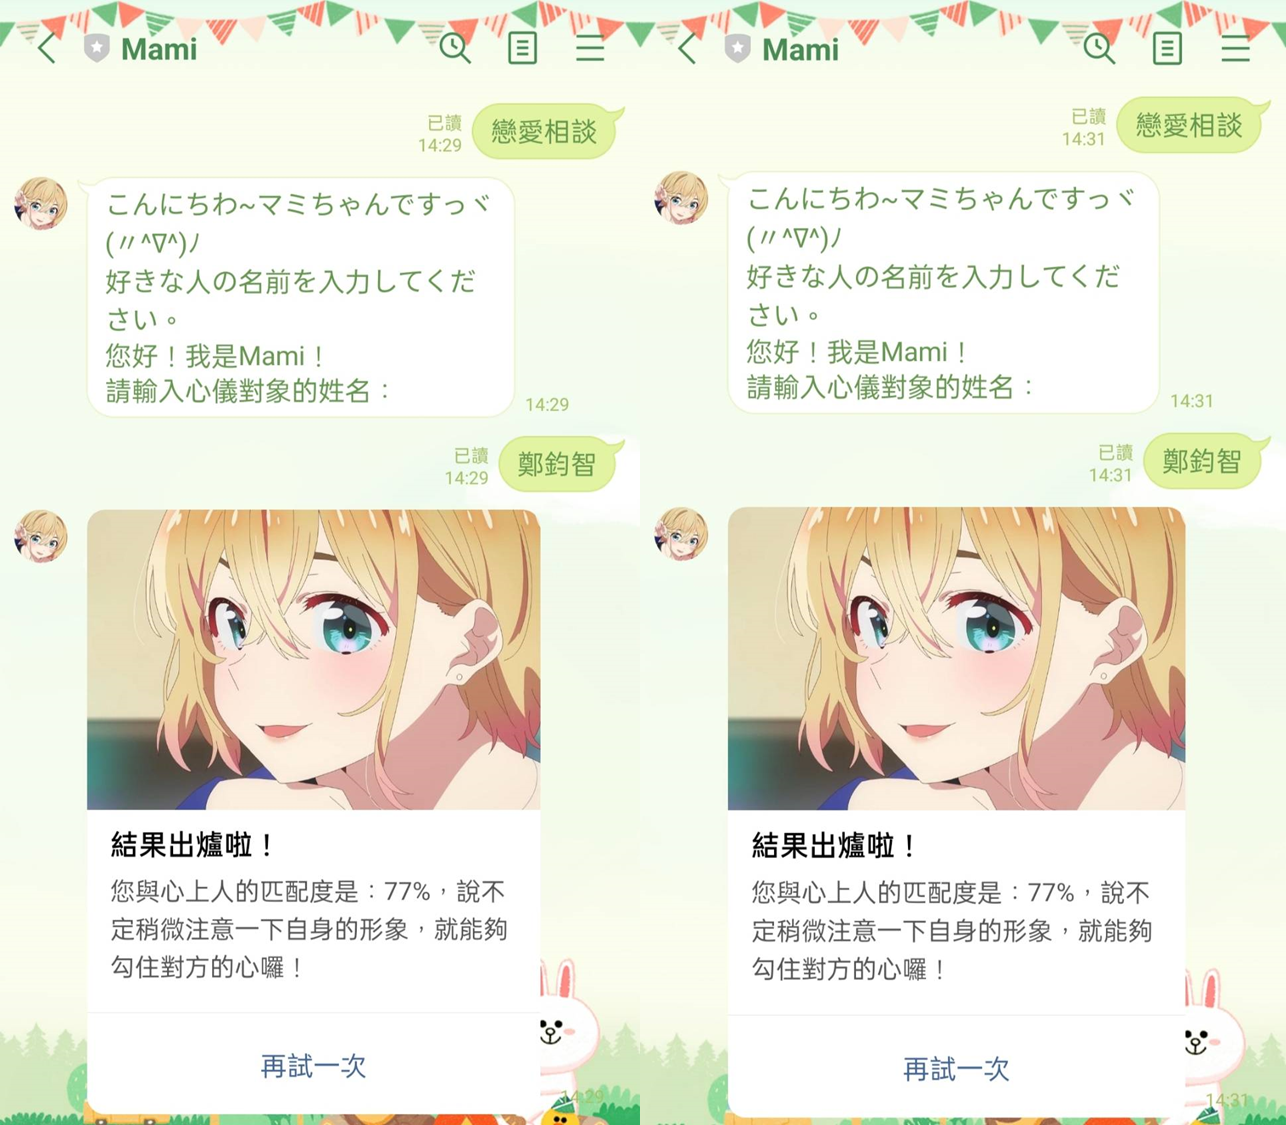 Mami
已讀
14:29
戀愛相談
こんにちわ~マミちゃんですっヾ
(〃^∇^)ﾉ
好きな人の名前を入力してくだ
さい。
您好！我是Mami！
請輸入心儀對象的姓名：
14:29
已讀
14:29
鄭鈞智
結果出爐啦！
您與心上人的匹配度是：77%，說不
定稍微注意一下自身的形象，就能夠
勾住對方的心囉！
再試一次
14:29
Mami
已讀
14:31
戀愛相談
こんにちわ~マミちゃんですっヾ
(〃^∇^)ﾉ
好きな人の名前を入力してくだ
さい。
您好！我是Mami！
請輸入心儀對象的姓名：
14:31
已讀
14:31
鄭鈞智
結果出爐啦！
您與心上人的匹配度是：77%，說不
定稍微注意一下自身的形象，就能夠
勾住對方的心囉！
再試一次
14:31